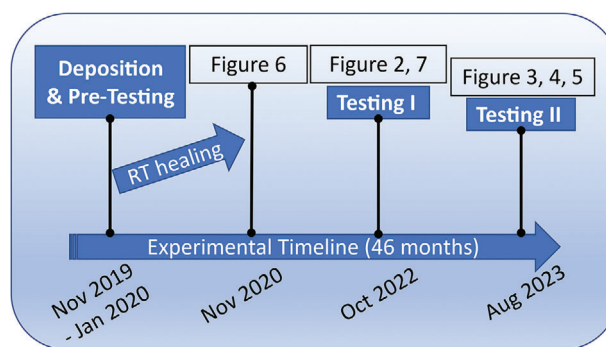 Deposition
& Pre-Testing
Figure 6
Figure 2, 7
Testing I
Figure 3, 4, 5
Testing II
RT healing
Experimental Timeline (46 months)
Nov 2019
- Jan 2020
Nov 2020
Oct 2022
Aug 2023